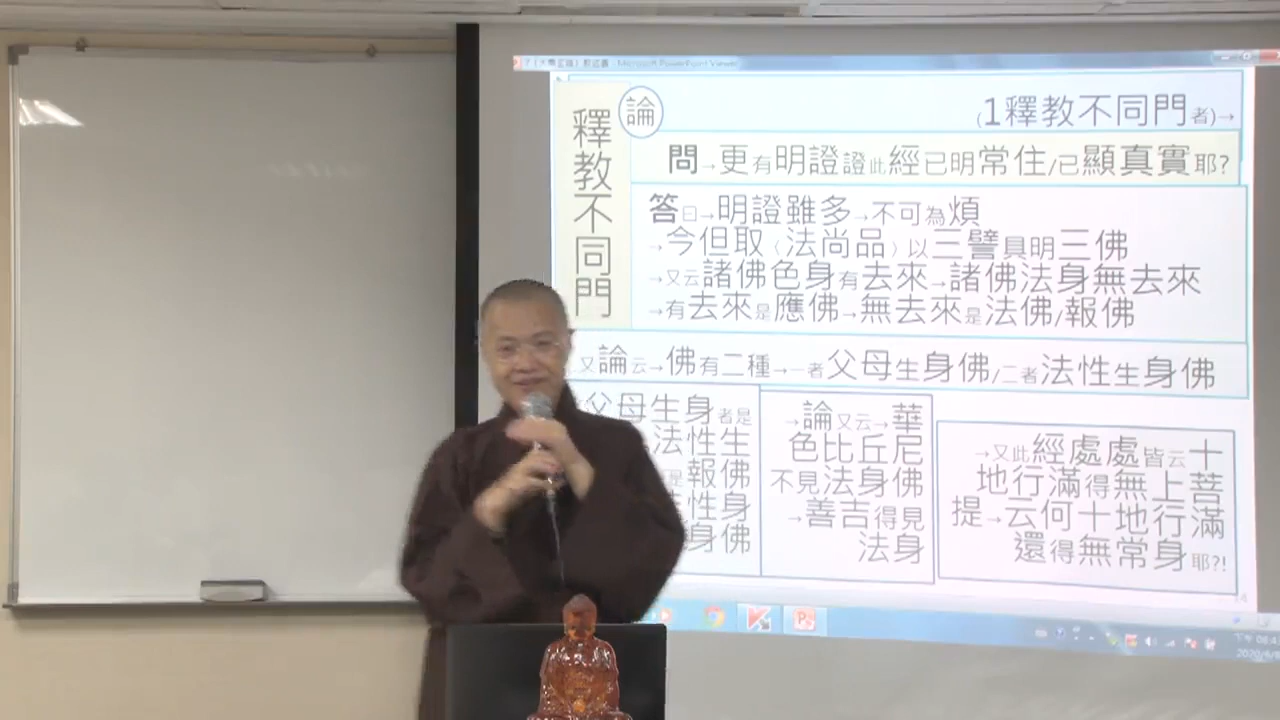 Microsoft PowerPoint Viewer
釋教不同門
論
(1釋教不同門者)→
問→更有明證證此經已明常住/已顯真實耶?
答曰→明證雖多→不可為煩
→今但取〈法尚品〉以三譬具明三佛
→又云諸佛色身有去來→諸佛法身無去來
→有去來是應佛→無去來是法佛/報佛
又論云→佛有二種→一者父母生身佛/二者法性生身佛
父母生身者是
法性生
是報佛
性身
身佛
→論又云→華
色比丘尼
不見法身佛
→善吉得見
法身
→又此經處處皆云十
地行滿得無上菩
提→云何十地行滿
還得無常身耶?!